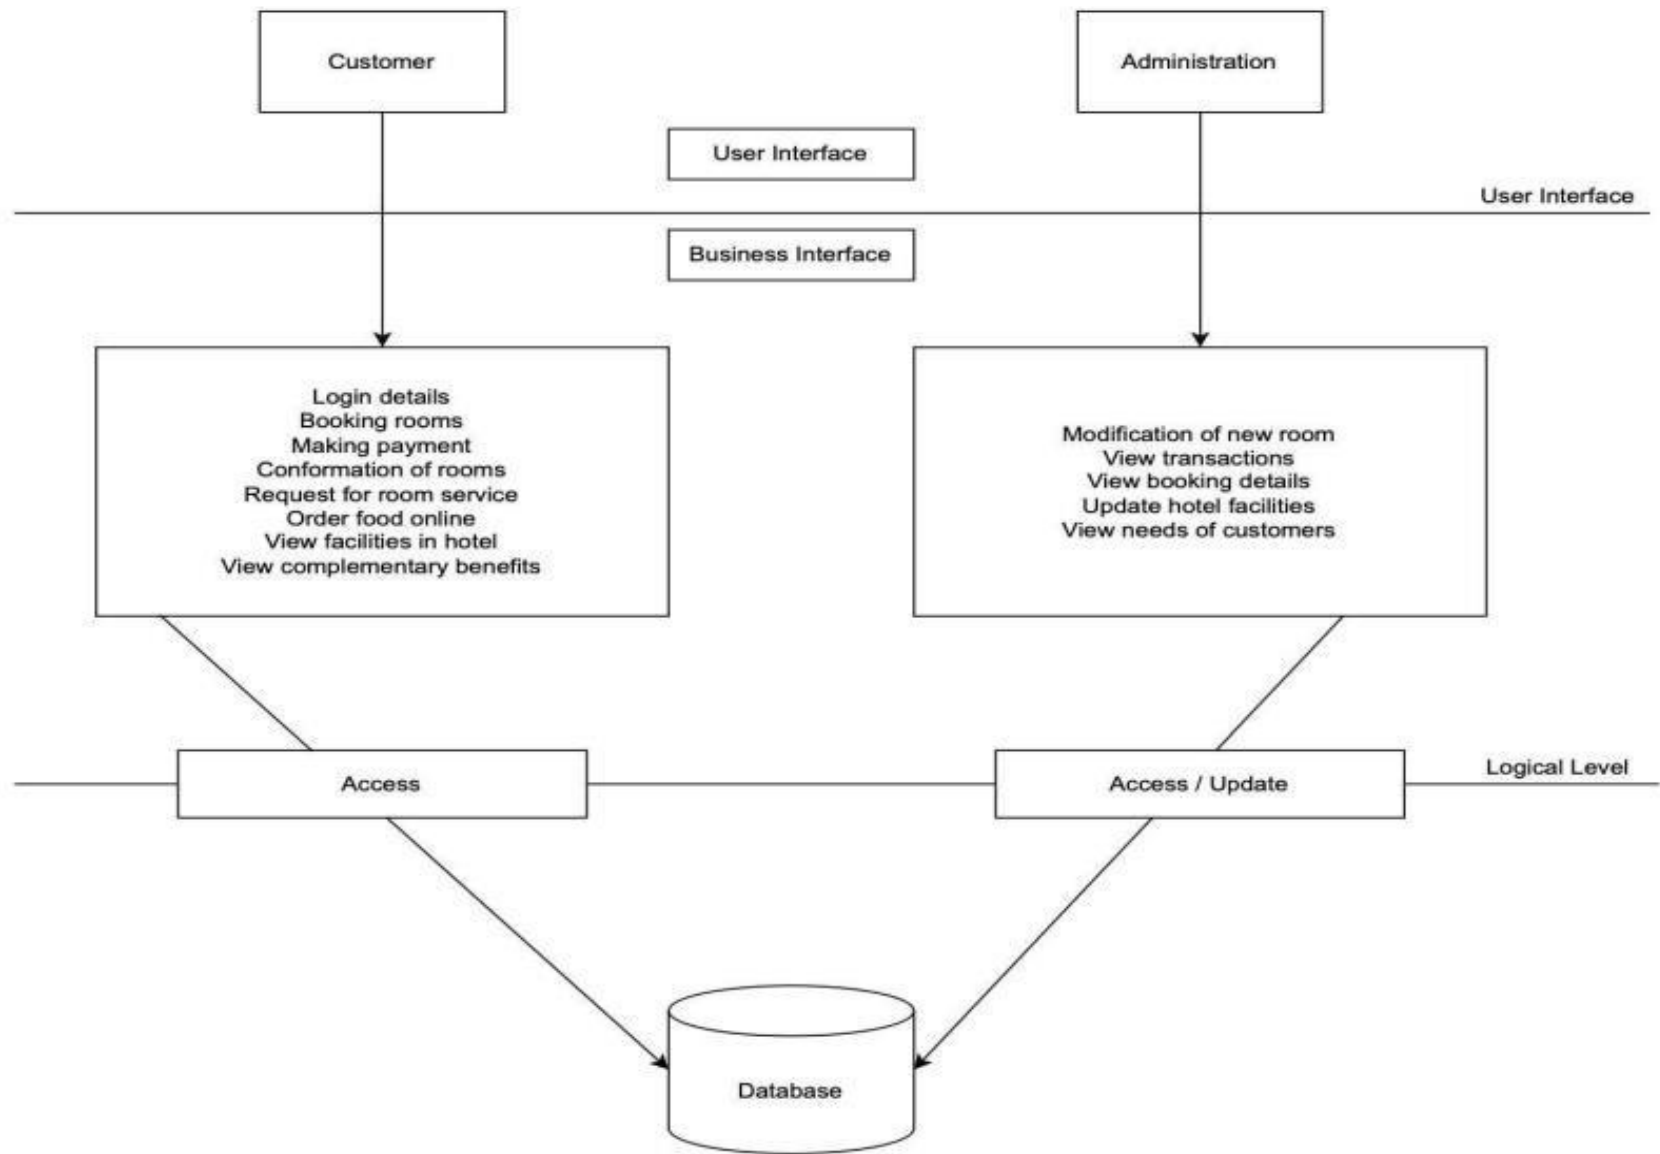 Customer
Administration
User Interface
User Interface
Business Interface
Login details
Booking rooms
Making payment
Conformation of rooms
Request for room service
Order food online
View facilities in hotel
View complementary benefits
Modification of new room
View transactions
View booking details
Update hotel facilities
View needs of customers
Logical Level
Access
Access / Update
Database